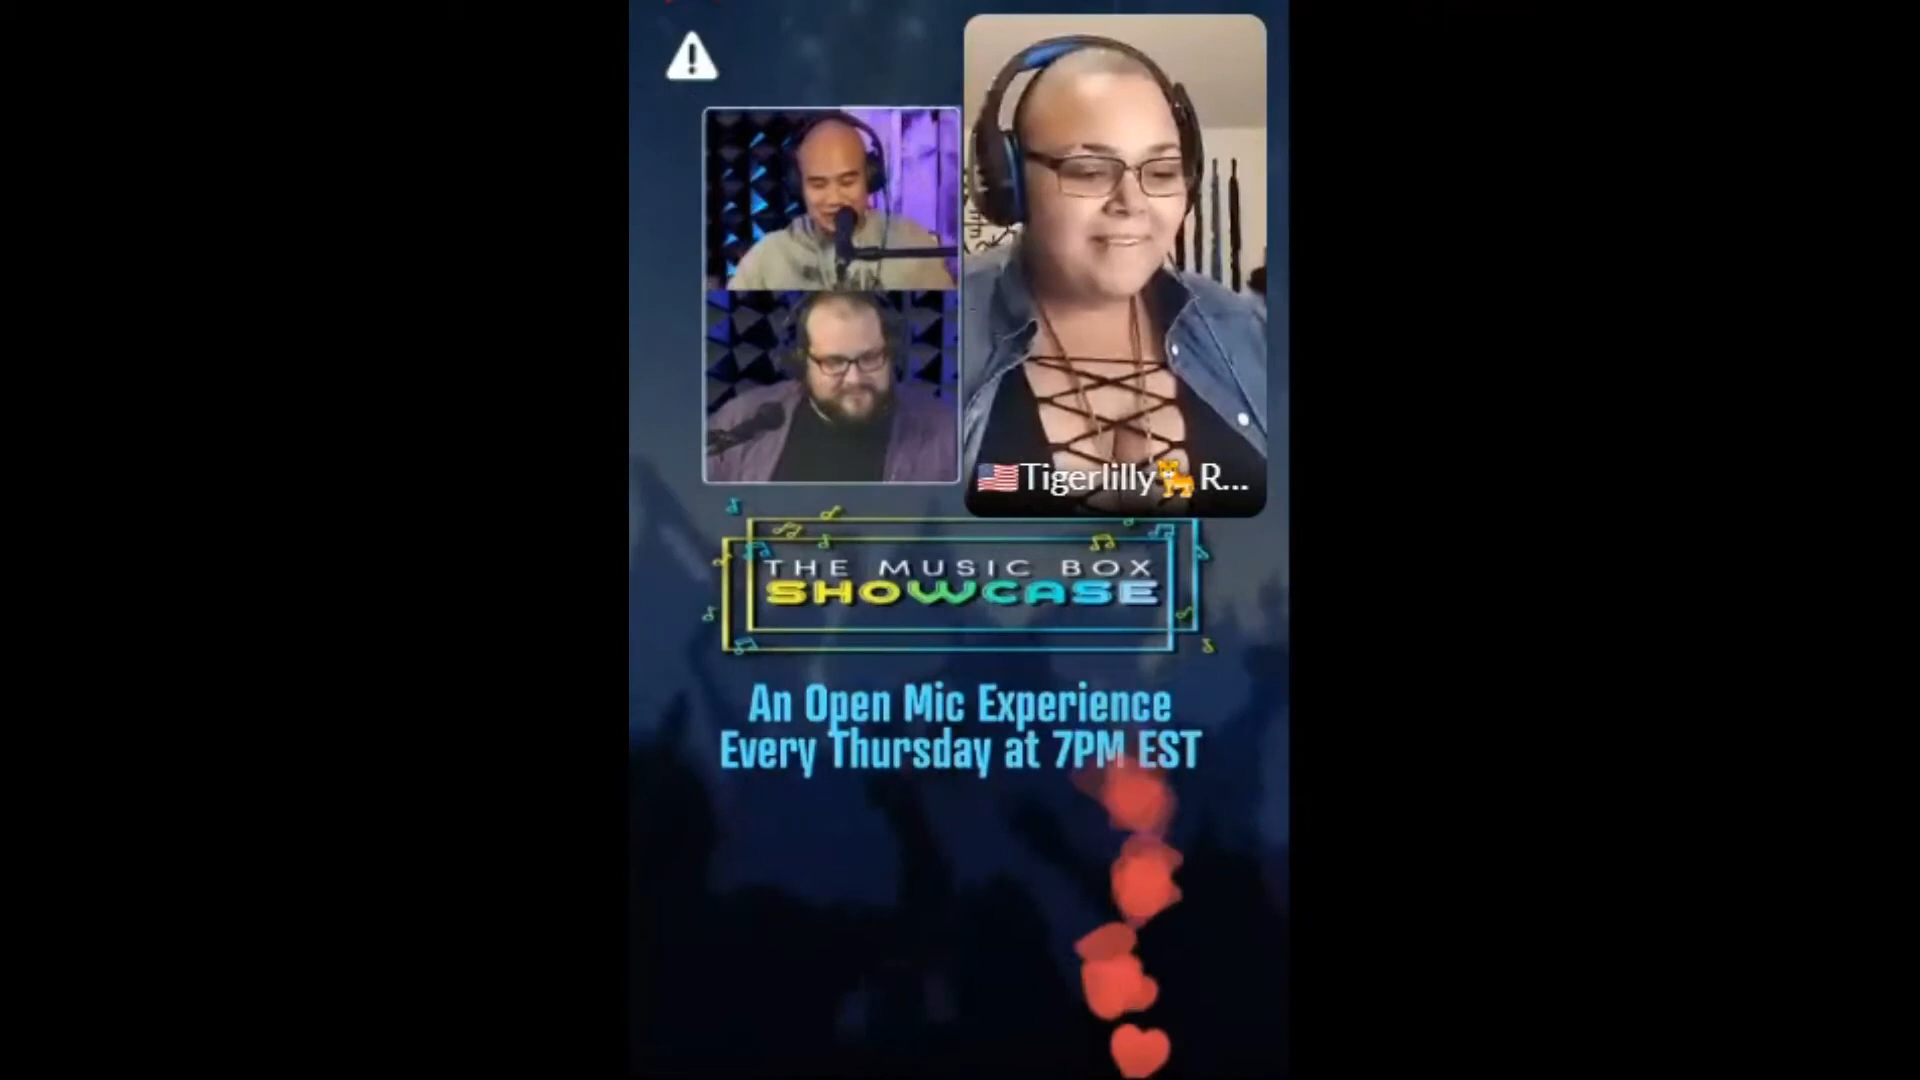 🇺🇸Tigerlilly🐅R...
THE MUSIC BOX
SHOWCASE
An Open Mic Experience
Every Thursday at 7PM EST